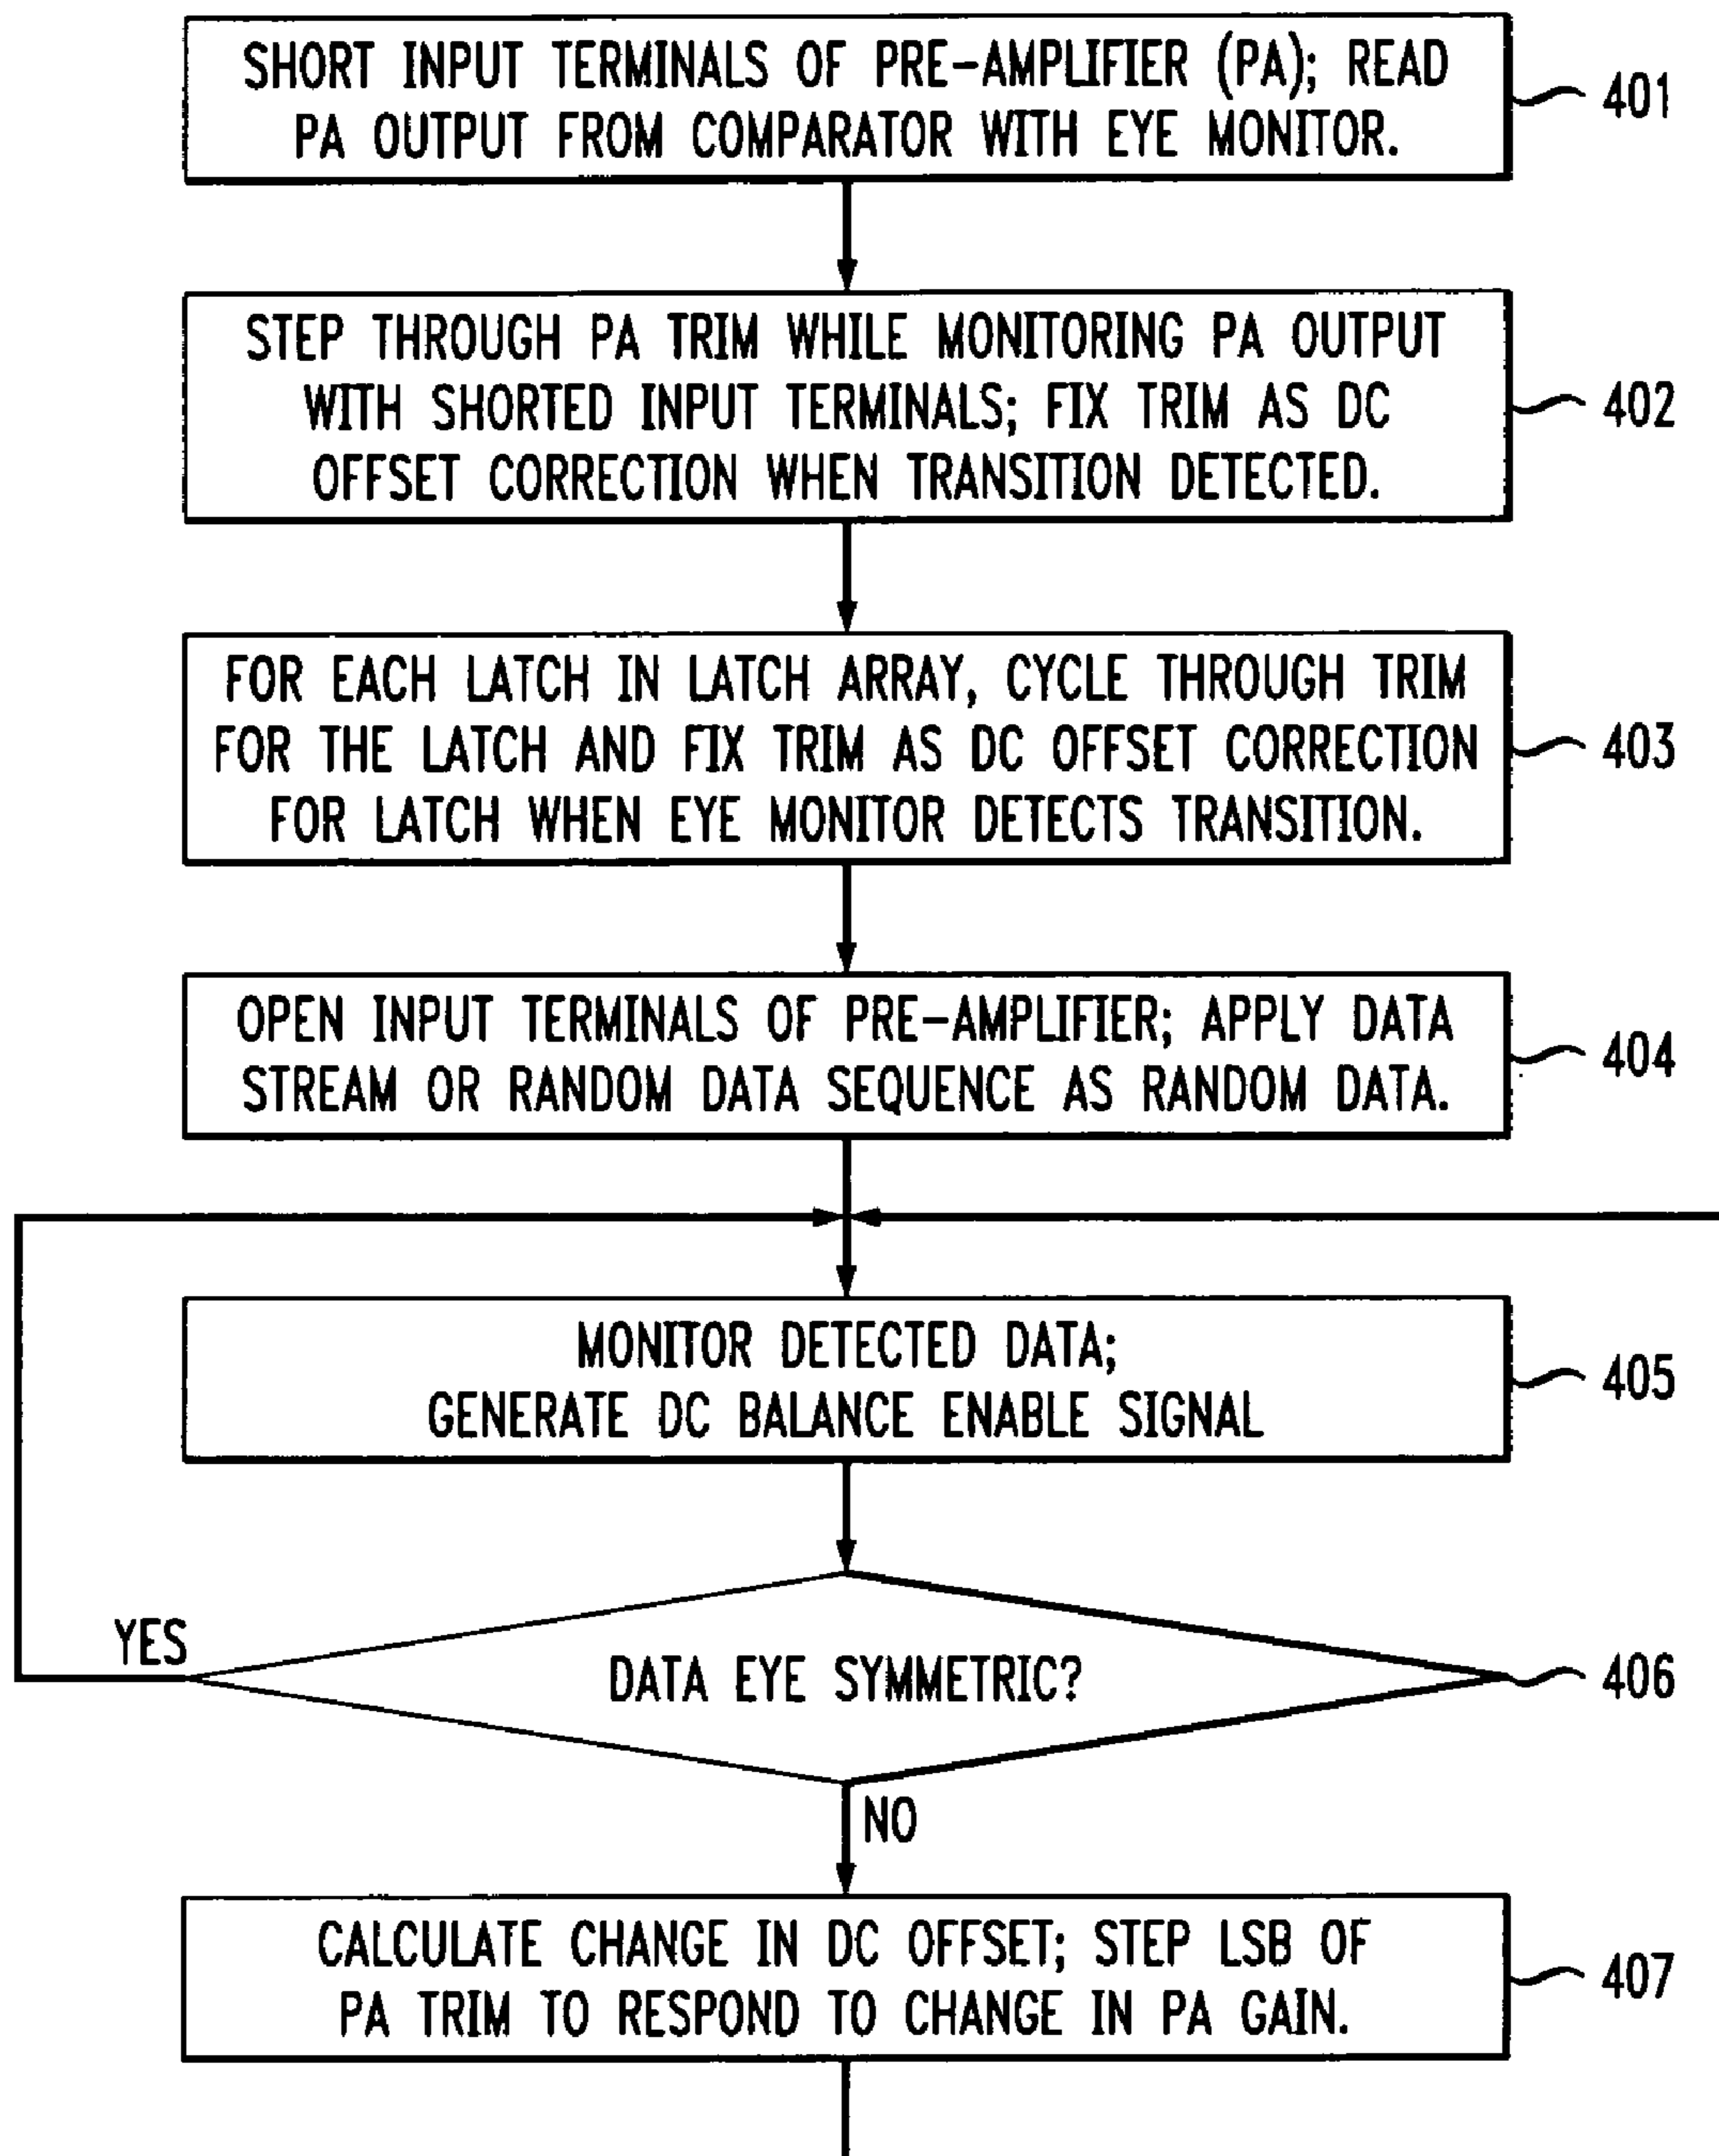 SHORT INPUT TERMINALS OF PRE-AMPLIFIER (PA); READ
PA OUTPUT FROM COMPARATOR WITH EYE MONITOR.
401
STEP THROUGH PA TRIM WHILE MONITORING PA OUTPUT
WITH SHORTED INPUT TERMINALS; FIX TRIM AS DC
OFFSET CORRECTION WHEN TRANSITION DETECTED.
402
FOR EACH LATCH IN LATCH ARRAY, CYCLE THROUGH TRIM
FOR THE LATCH AND FIX TRIM AS DC OFFSET CORRECTION
FOR LATCH WHEN EYE MONITOR DETECTS TRANSITION.
403
OPEN INPUT TERMINALS OF PRE-AMPLIFIER; APPLY DATA
STREAM OR RANDOM DATA SEQUENCE AS RANDOM DATA.
404
MONITOR DETECTED DATA;
GENERATE DC BALANCE ENABLE SIGNAL
405
YES
DATA EYE SYMMETRIC?
406
NO
CALCULATE CHANGE IN DC OFFSET; STEP LSB OF
PA TRIM TO RESPOND TO CHANGE IN PA GAIN.
407